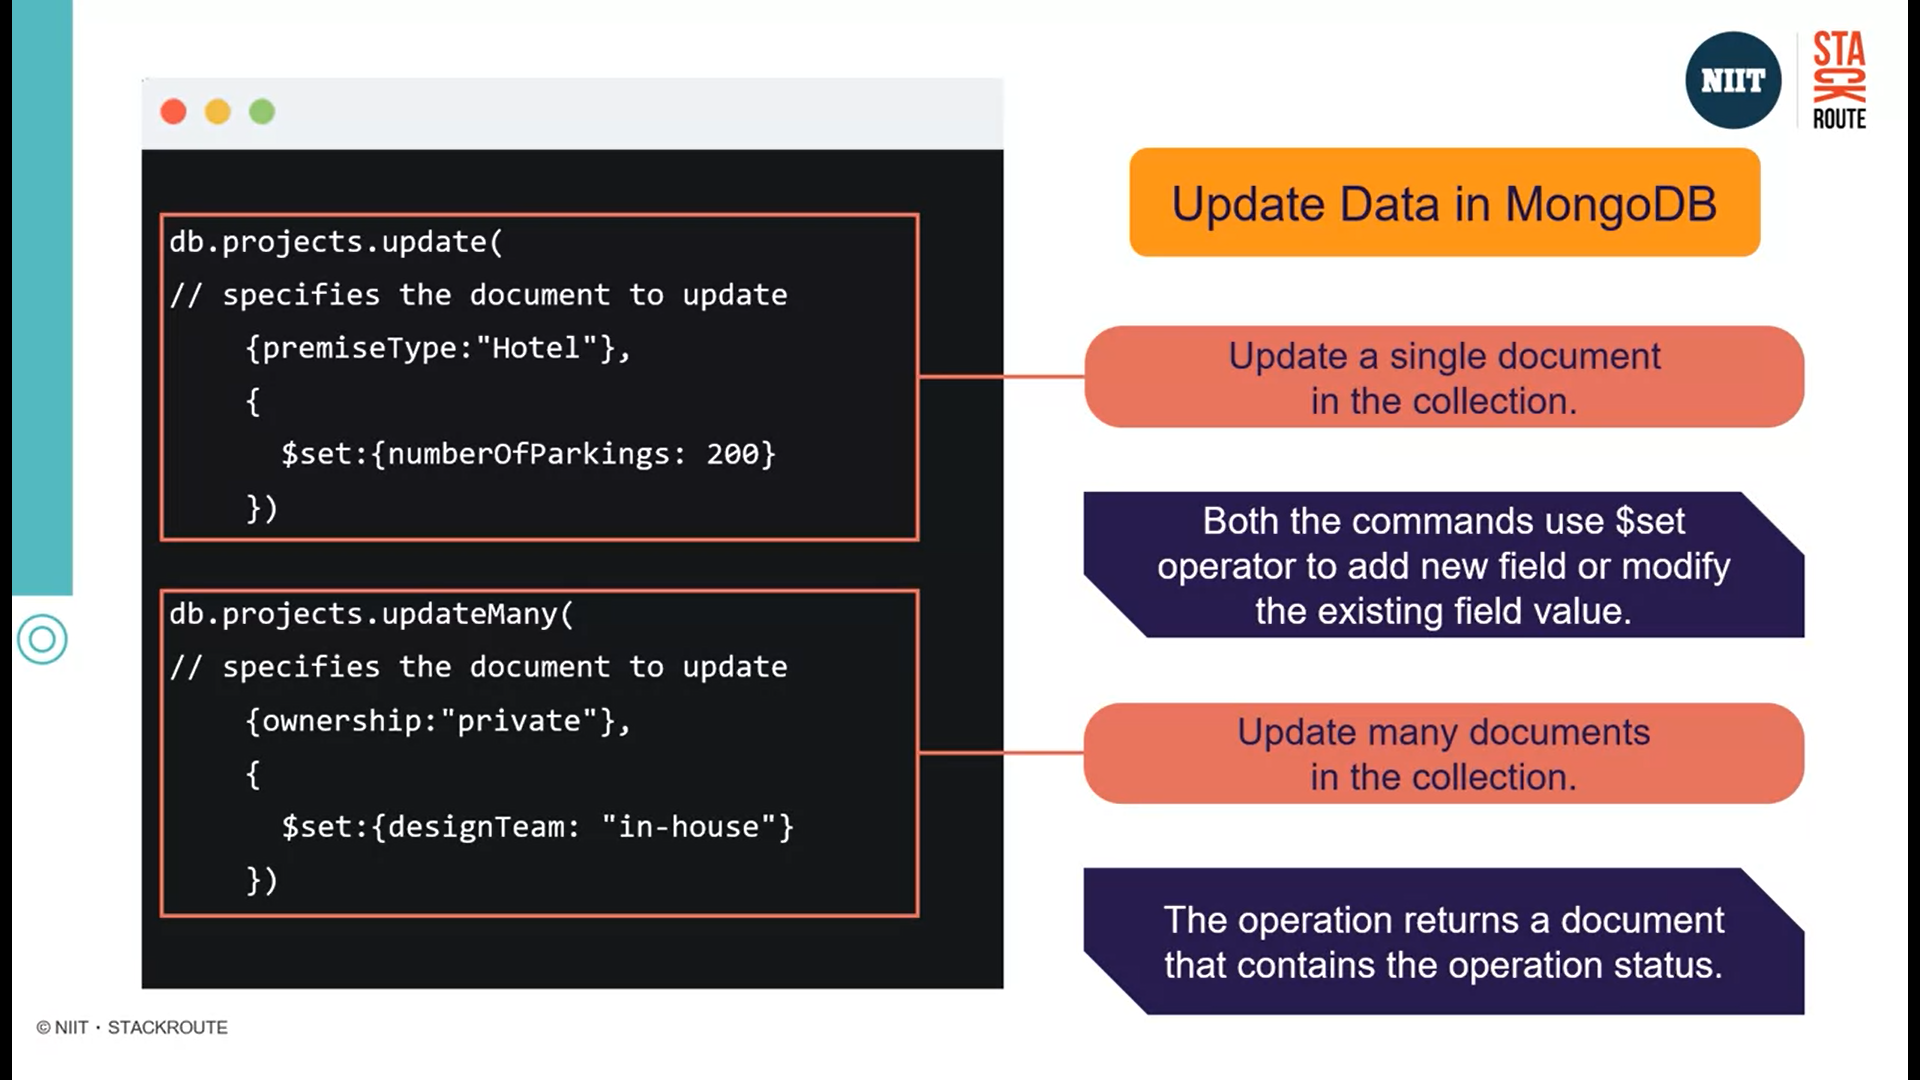 NIIT
STA
CK
ROUTE
Update Data in MongoDB
db.projects.update(
// specifies the document to update
{premiseType:"Hotel"},
{
$set:{numberOfParkings: 200}
})
Update a single document
in the collection.
Both the commands use $set
operator to add new field or modify
the existing field value.
db.projects.updateMany(
// specifies the document to update
{ownership:"private"},
{
$set:{designTeam: "in-house"}
})
Update many documents
in the collection.
The operation returns a document
that contains the operation status.
© NIIT · STACKROUTE